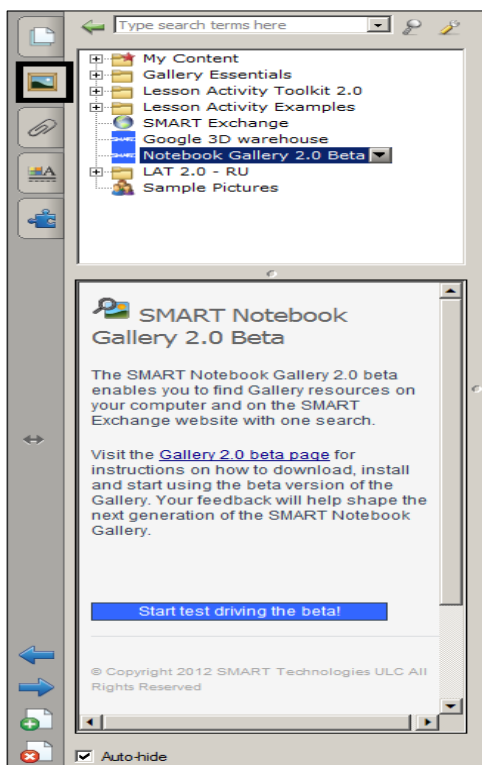 Type search terms here
My Content
Gallery Essentials
Lesson Activity Toolkit 2.0
Lesson Activity Examples
SMART Exchange
Google 3D warehouse
Notebook Gallery 2.0 Beta
LAT 2.0 - RU
Sample Pictures
SMART Notebook
Gallery 2.0 Beta
The SMART Notebook Gallery 2.0 beta
enables you to find Gallery resources on
your computer and on the SMART
Exchange website with one search.
Visit the Gallery 2.0 beta page for
instructions on how to download, install
and start using the beta version of the
Gallery. Your feedback will help shape the
next generation of the SMART Notebook
Gallery.
Start test driving the beta!
© Copyright 2012 SMART Technologies ULC All
Rights Reserved
Auto-hide